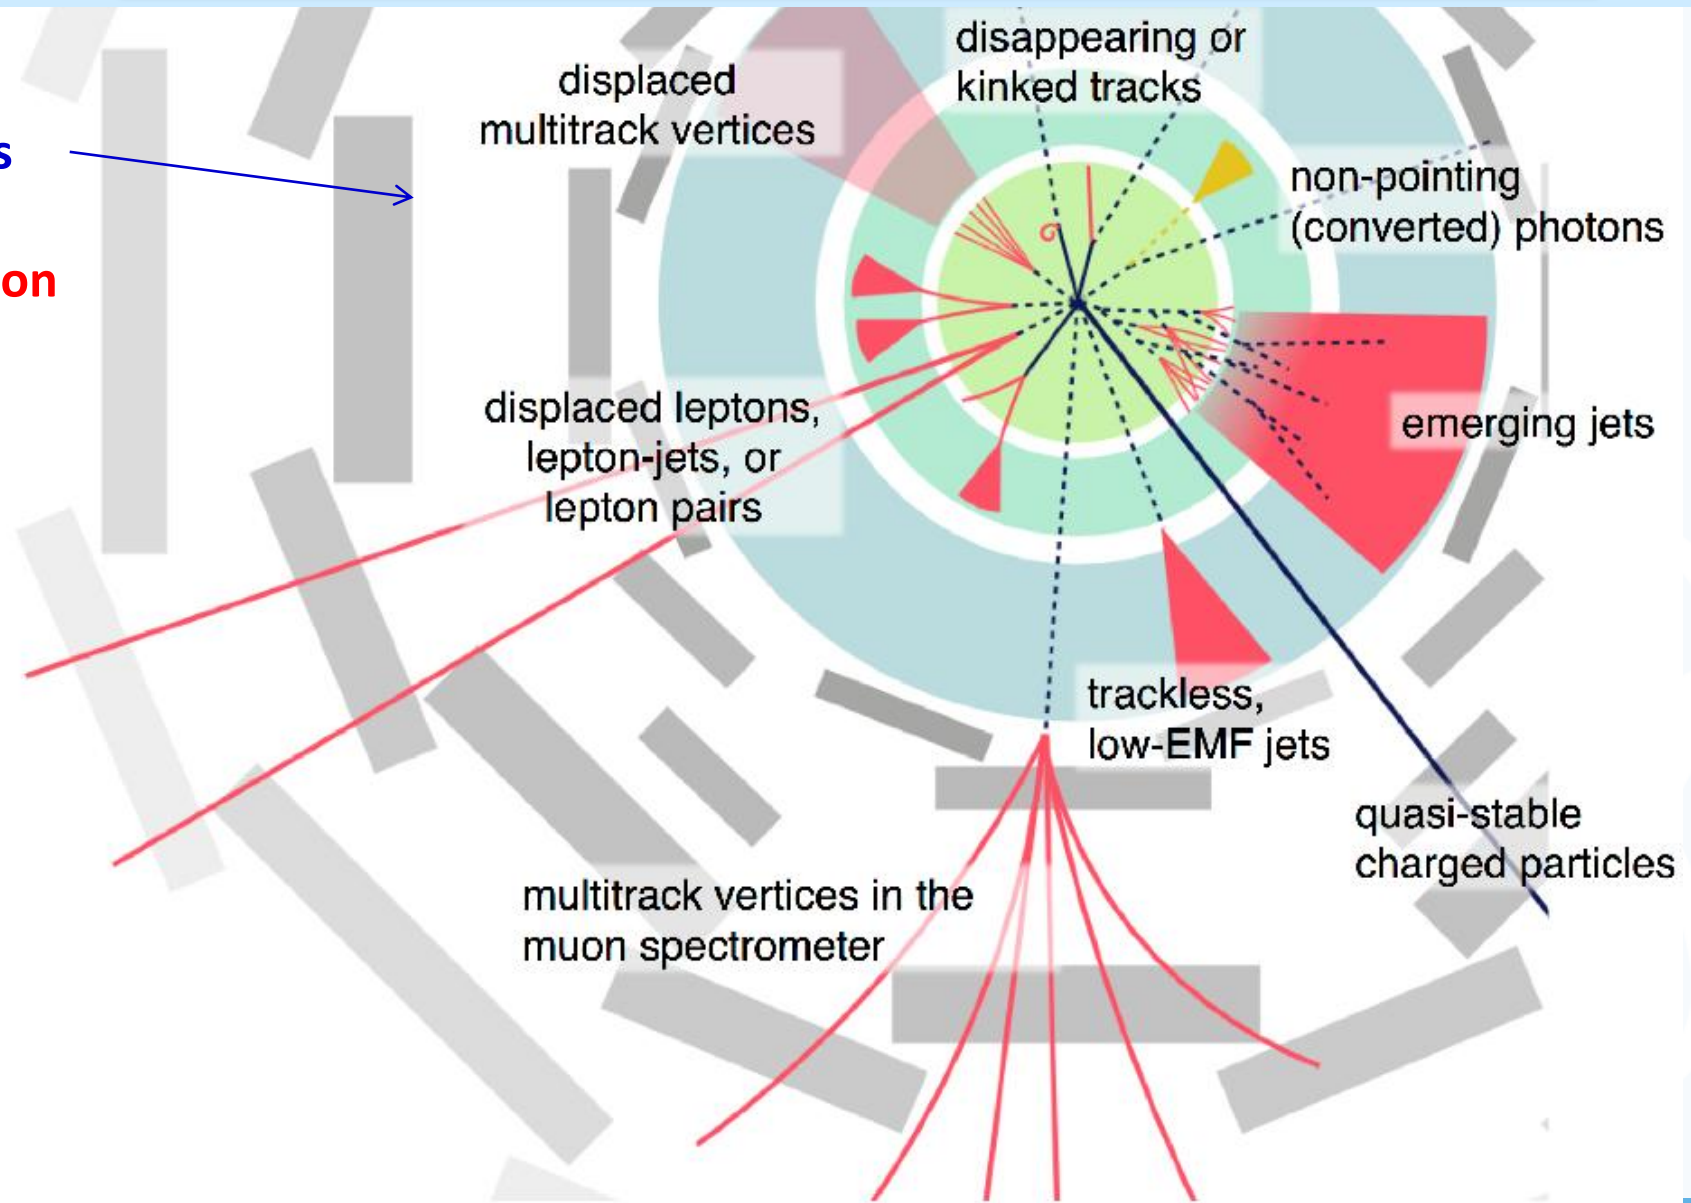 disappearing or
kinked tracks
displaced
multitrack vertices
s
on
non-pointing
(converted) photons
displaced leptons,
lepton-jets, or
lepton pairs
emerging jets
trackless,
low-EMF jets
quasi-stable
charged particles
multitrack vertices in the
muon spectrometer